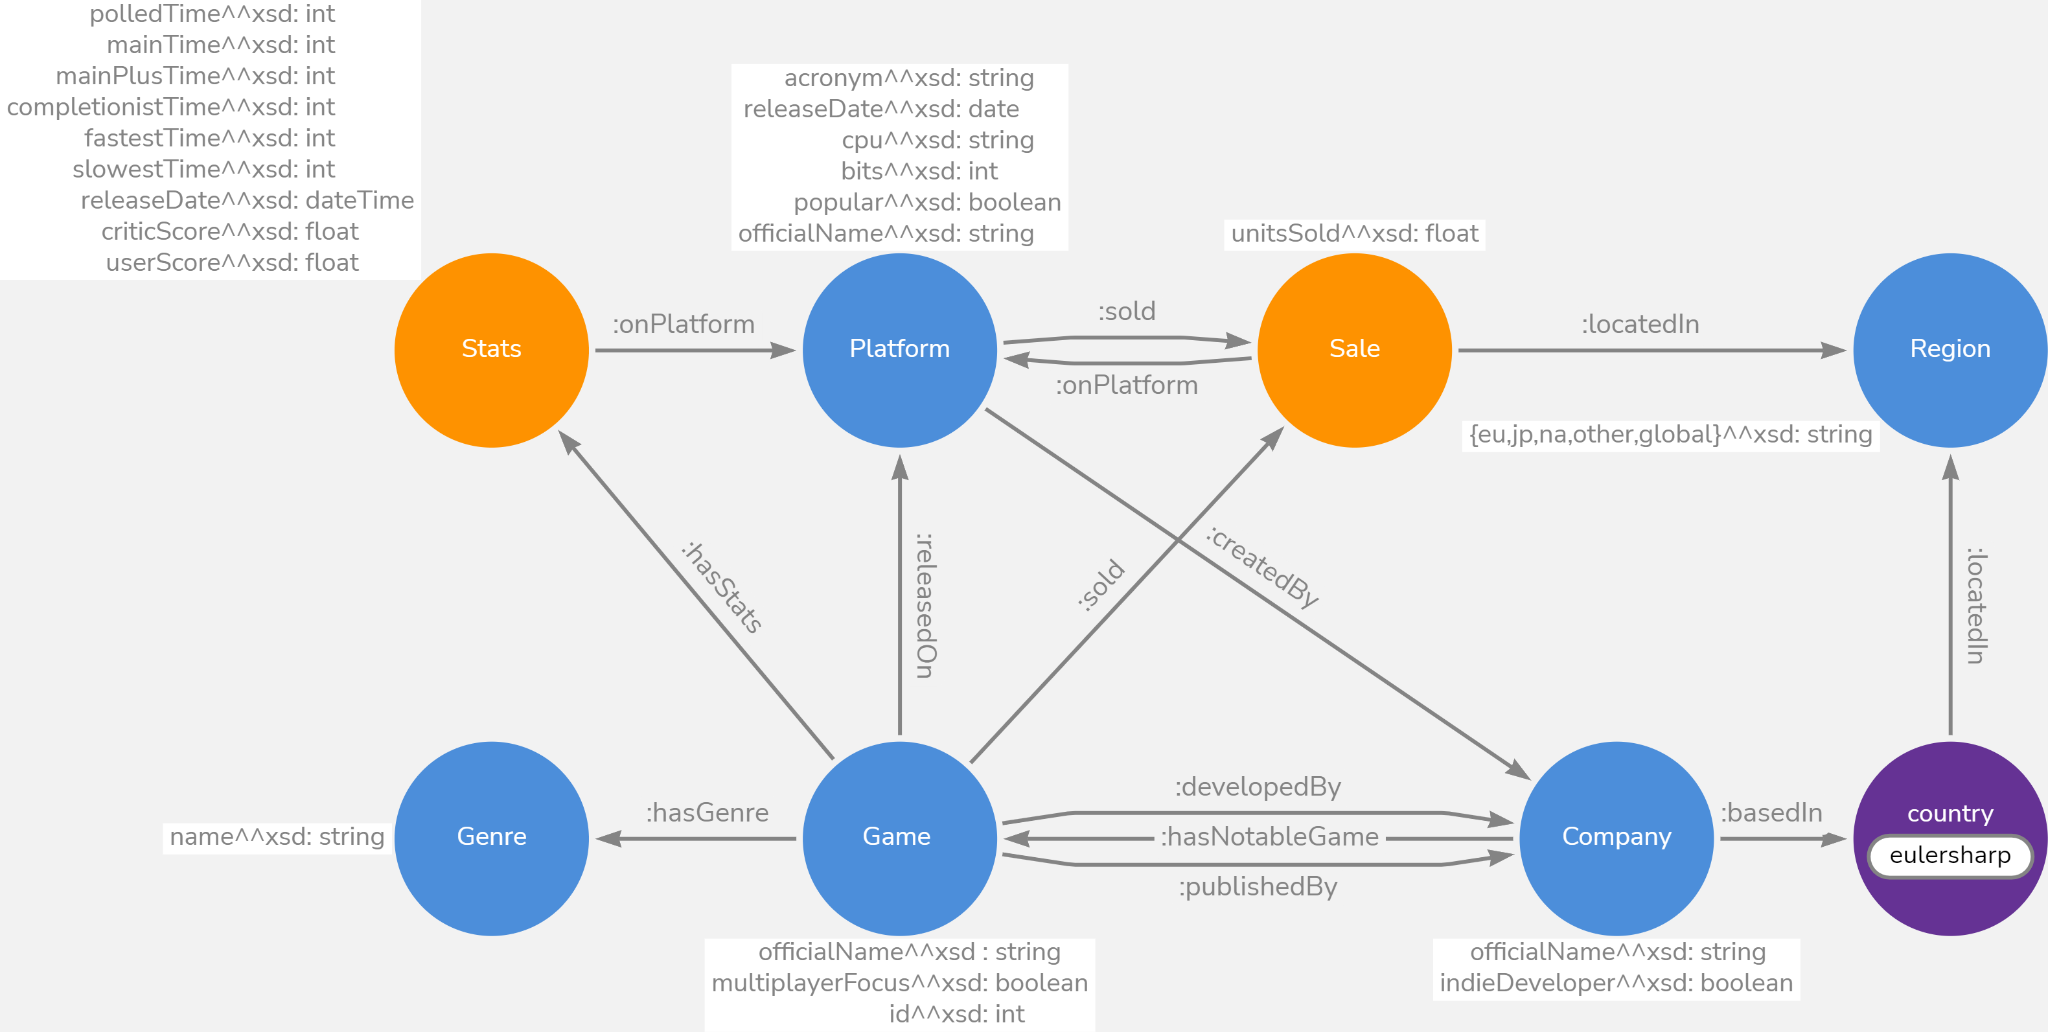 polledTime^^xsd: int
mainTime^^xsd: int
mainPlusTime^^xsd: int
completionistTime^^xsd: int
fastestTime^^xsd: int
slowestTime^^xsd: int
releaseDate^^xsd: dateTime
criticScore^^xsd: float
userScore^^xsd: float
acronym^^xsd: string
releaseDate^^xsd: date
cpu^^xsd: string
bits^^xsd: int
popular^^xsd: boolean
officialName^^xsd: string
unitsSold^^xsd: float
Stats
:onPlatform
Platform
:sold
:onPlatform
Sale
:locatedIn
Region
{eu,jp,na,other,global}^^xsd: string
:hasStats
:releasedOn
:sold
:createdBy
:locatedIn
name^^xsd: string
Genre
:hasGenre
Game
:developedBy
:hasNotableGame
:publishedBy
Company
:basedIn
country
eulersharp
officialName^^xsd : string
multiplayerFocus^^xsd: boolean
id^^xsd: int
officialName^^xsd: string
indieDeveloper^^xsd: boolean